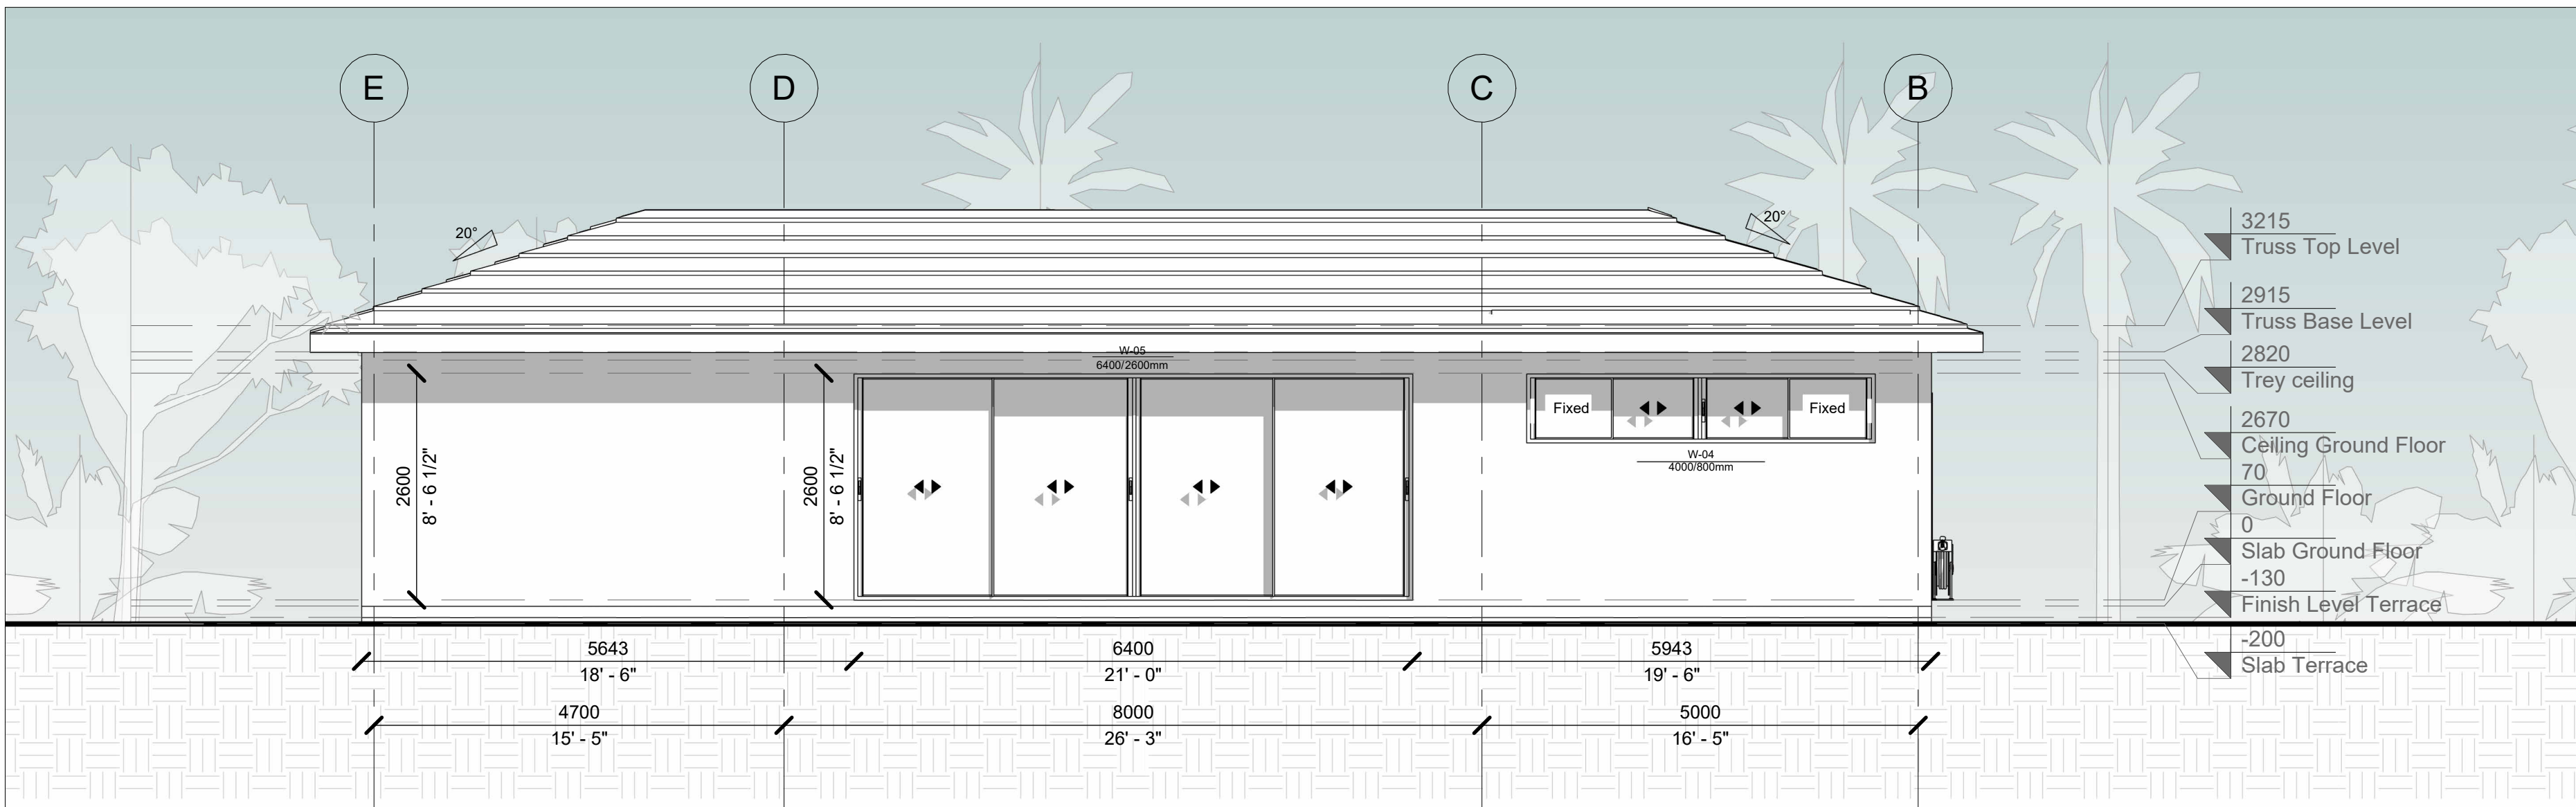 E
D
C
B
20°
20°
3215
Truss Top Level
2915
Truss Base Level
2820
Trey ceiling
2670
Ceiling Ground Floor
70
Ground Floor
0
Slab Ground Floor
-130
Finish Level Terrace
-200
Slab Terrace
W-05
6400/2600mm
Fixed
Fixed
W-04
4000/800mm
2600
8' - 6 1/2"
2600
8' - 6 1/2"
5643
18' - 6"
6400
21' - 0"
5943
19' - 6"
4700
15' - 5"
8000
26' - 3"
5000
16' - 5"